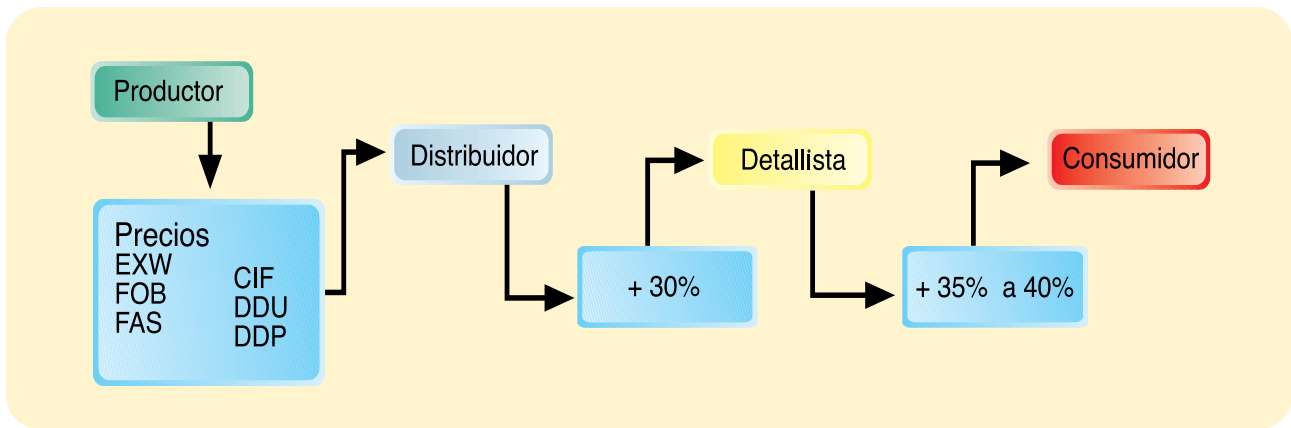 Productor
Precios
EXW
FOB
FAS
CIF
DDU
DDP
Distribuidor
+ 30%
Detallista
+ 35% a 40%
Consumidor